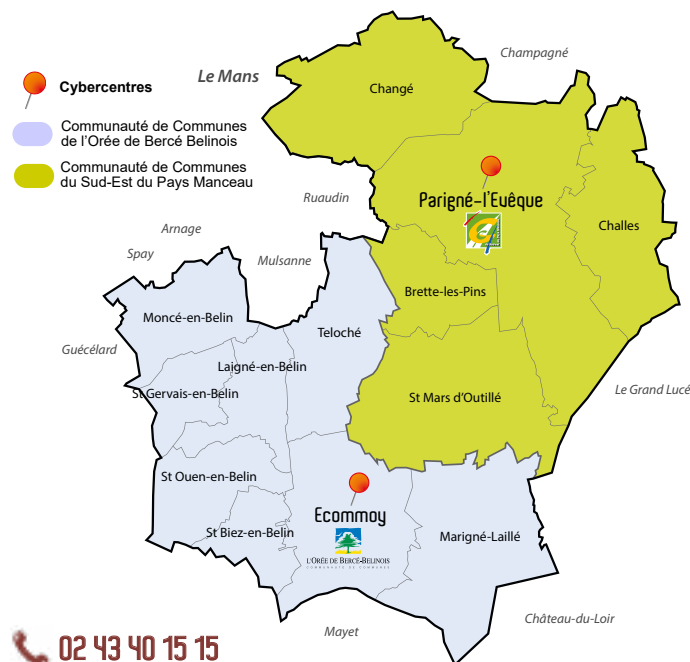 Champagné
Le Mans
Cybercentres
Changé
Communauté de Communes
de l'Orée de Bercé Belinois
Communauté de Communes
du Sud-Est du Pays Manceau
Ruaudin
Parigné-l'Evêque
Challes
Arnage
Spay
Mulsanne
Brette-les-Pins
Moncé-en-Belin
Teloché
Guécélard
Laigné-en-Belin
St Gervais-en-Belin
Le Grand Lucé
St Mars d'Outillé
St Ouen-en-Belin
Ecommoy
St Biez-en-Belin
Marigné-Laillé
L'ORÉE DE BERCÉ-BELINOIS
COMMUNAUTÉ DE COMMUNES
Château-du-Loir
Mayet
02 43 40 15 15